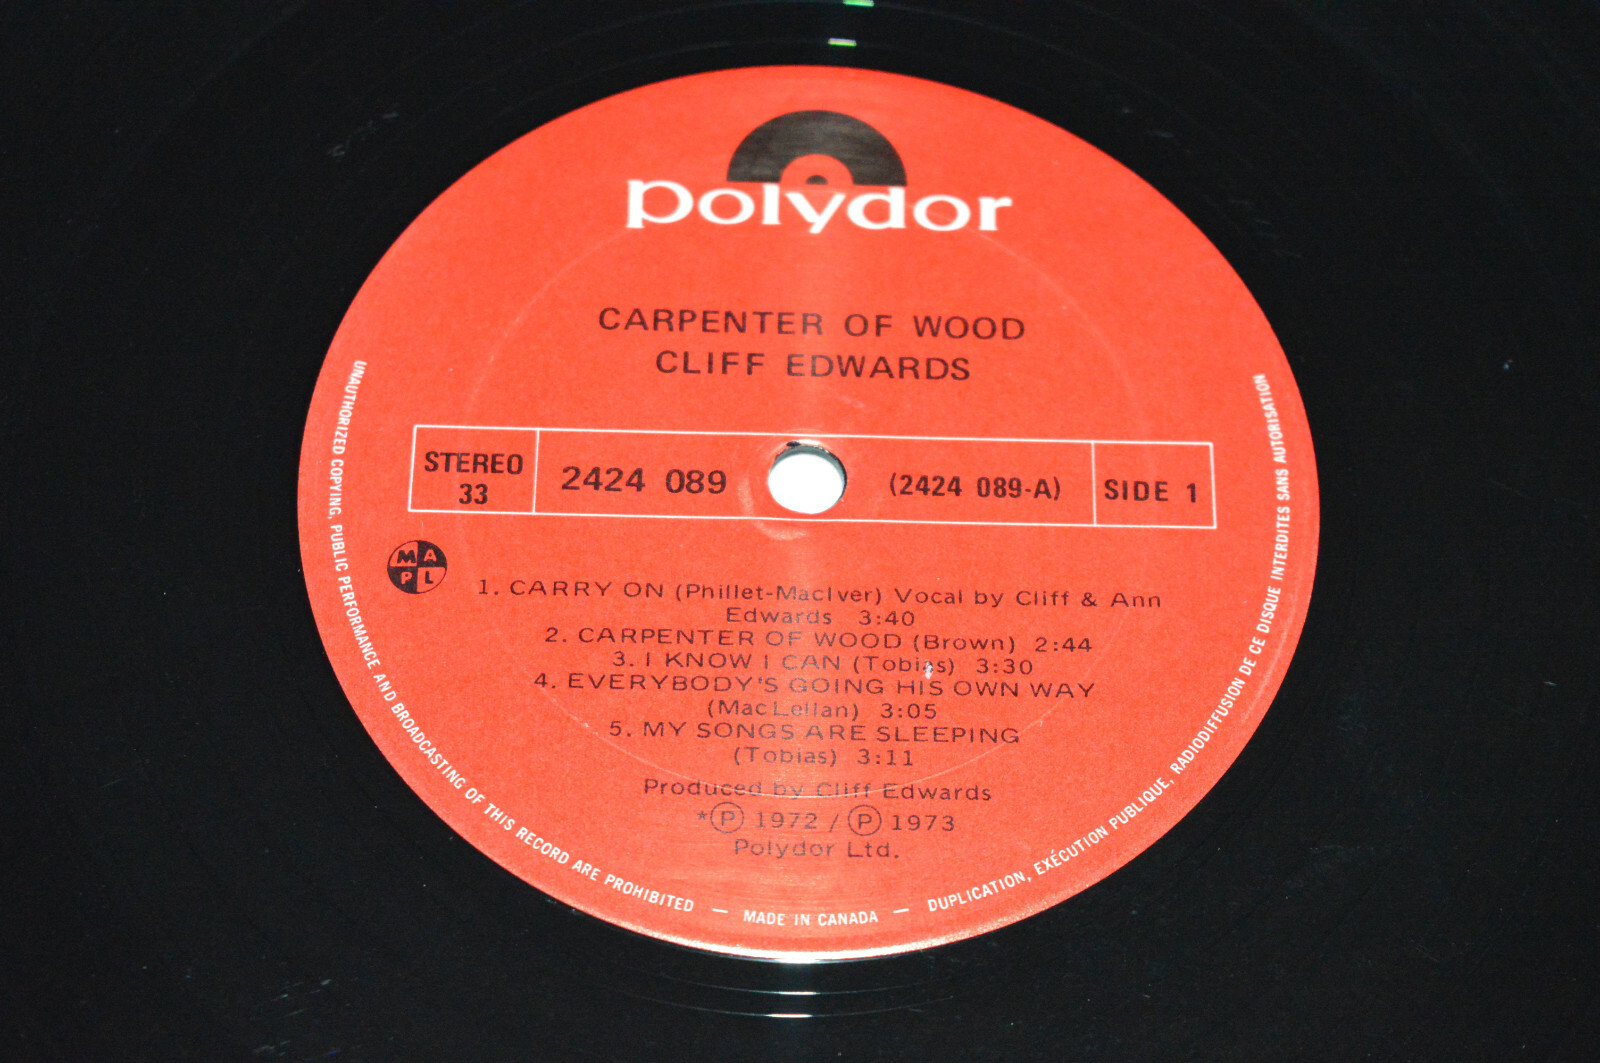 polydor
CARPENTER OF WOOD
CLIFF EDWARDS
STEREO
33
2424 089
(2424 089-A)
SIDE 1
M A
P L
1. CARRY ON (Phillet-MacIver) Vocal by Cliff & Ann
Edwards 3:40
2. CARPENTER OF WOOD (Brown) 2:44
3. I KNOW I CAN (Tobias) 3:30
4. EVERYBODY'S GOING HIS OWN WAY
(MacLellan) 3:05
5. MY SONGS ARE SLEEPING
(Tobias) 3:11
Produced by Cliff Edwards
*Ⓟ 1972 / Ⓟ 1973
Polydor Ltd.
UNAUTHORIZED COPYING, PUBLIC PERFORMANCE AND BROADCASTING OF THIS RECORD ARE PROHIBITED — MADE IN CANADA — DUPLICATION, EXÉCUTION PUBLIQUE, RADIODIFFUSION DE CE DISQUE INTERDITES SANS AUTORISATION